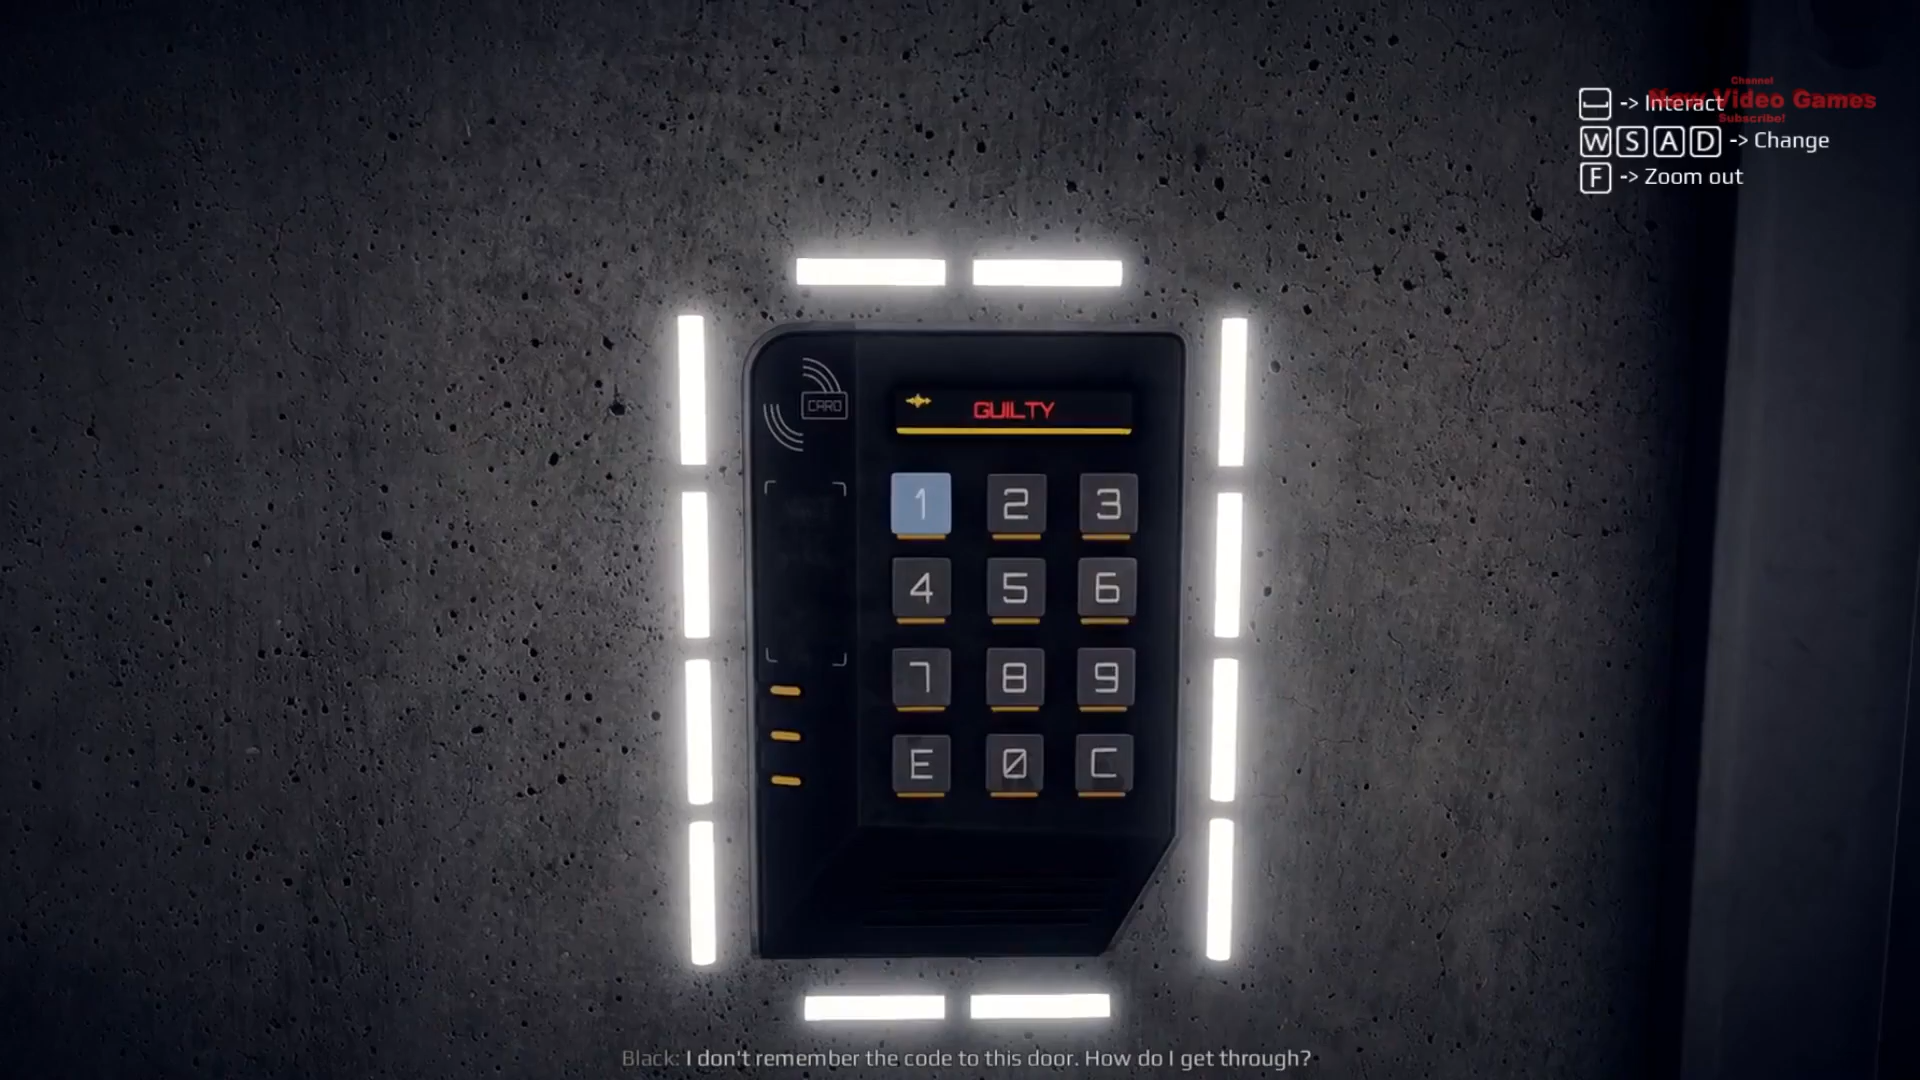 Channel
New Video Games
Subscribe!
-> Interact
W S A D -> Change
F -> Zoom out
CARD
GUILTY
1 2 3
4 5 6
7 8 9
E 0 C
Black: I don't remember the code to this door. How do I get through?